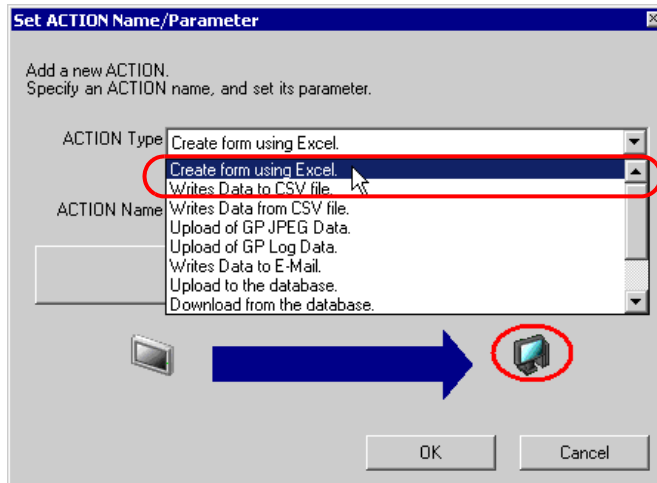 Set ACTION Name/Parameter
Add a new ACTION.
Specify an ACTION name, and set its parameter.
ACTION Type
Create form using Excel.
Create form using Excel.
Writes Data to CSV file.
ACTION Name
Writes Data from CSV file.
Upload of GP JPEG Data.
Upload of GP Log Data.
Writes Data to E-Mail.
Upload to the database.
Download from the database.
OK
Cancel